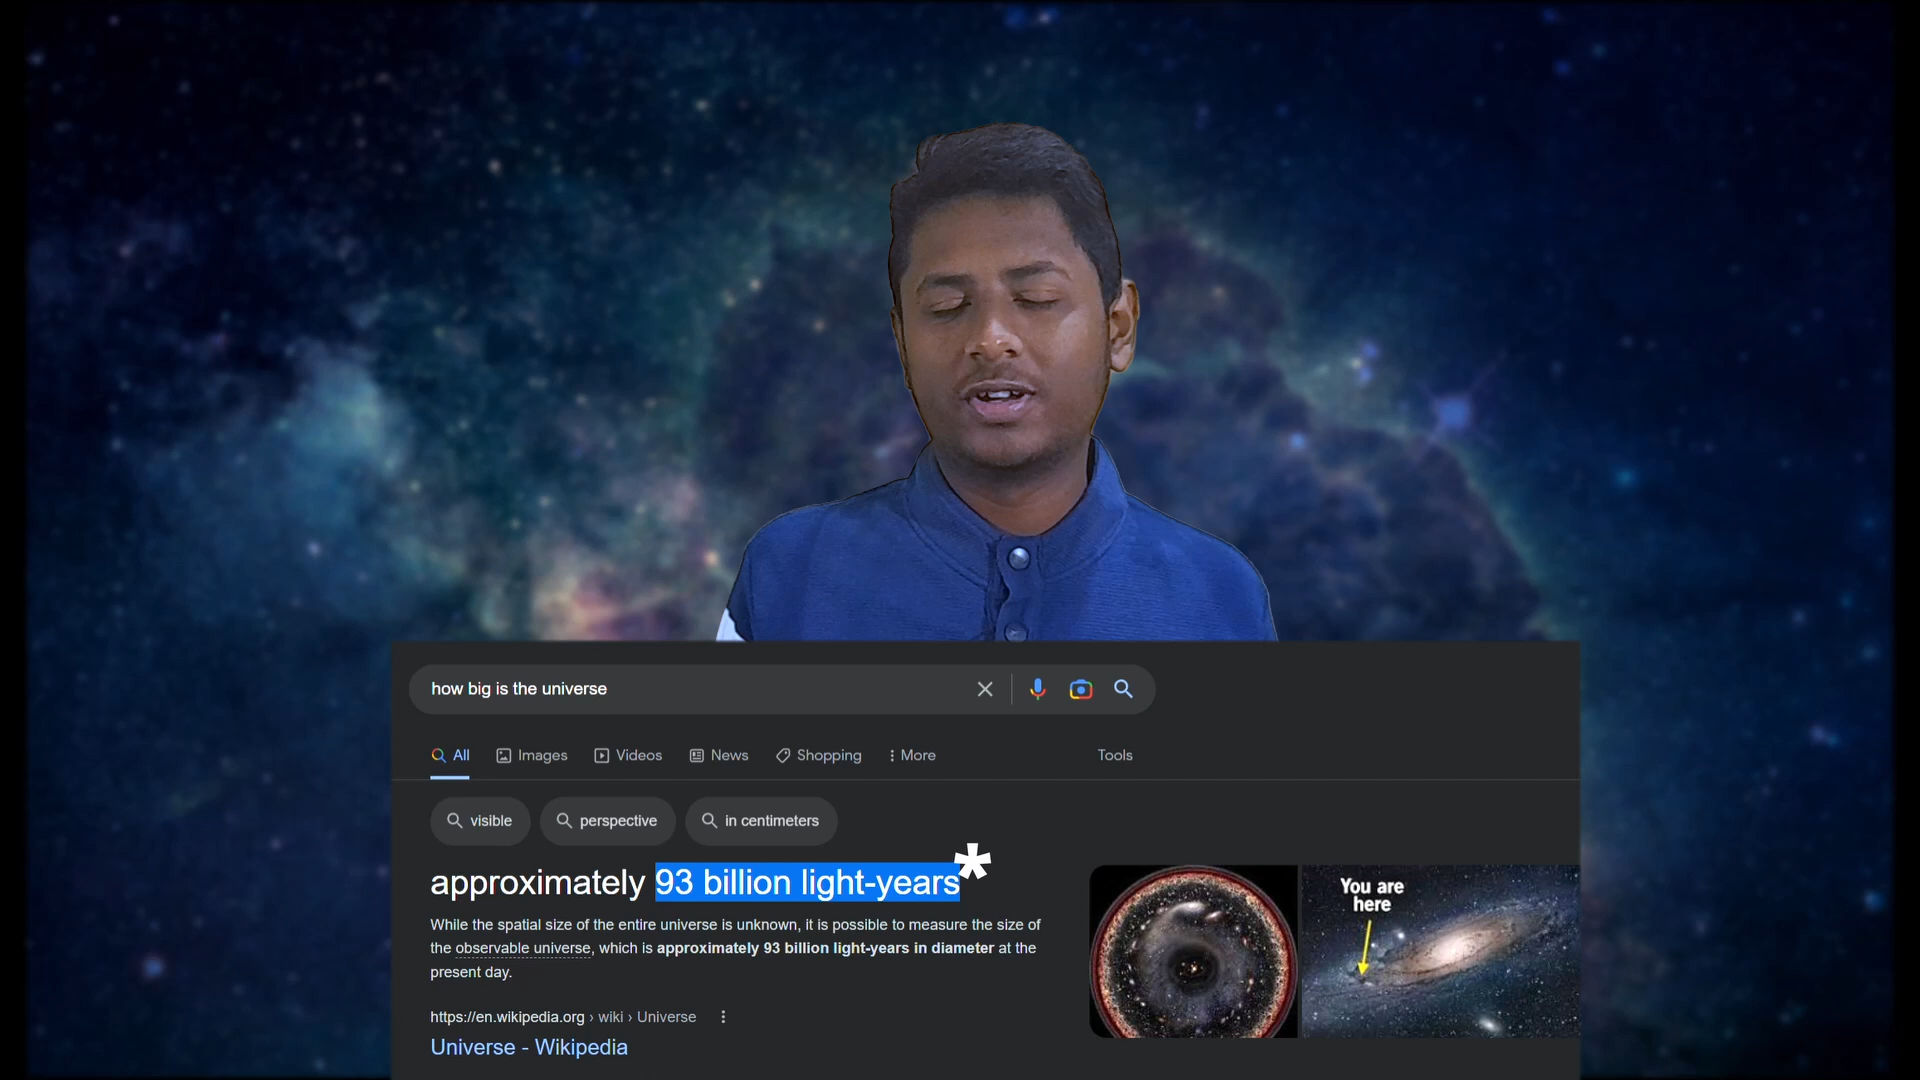 how big is the universe
All Images Videos News Shopping More Tools
visible perspective in centimeters
approximately 93 billion light-years*
While the spatial size of the entire universe is unknown, it is possible to measure the size of
the observable universe, which is approximately 93 billion light-years in diameter at the
present day.
https://en.wikipedia.org › wiki › Universe
Universe - Wikipedia
You are
here